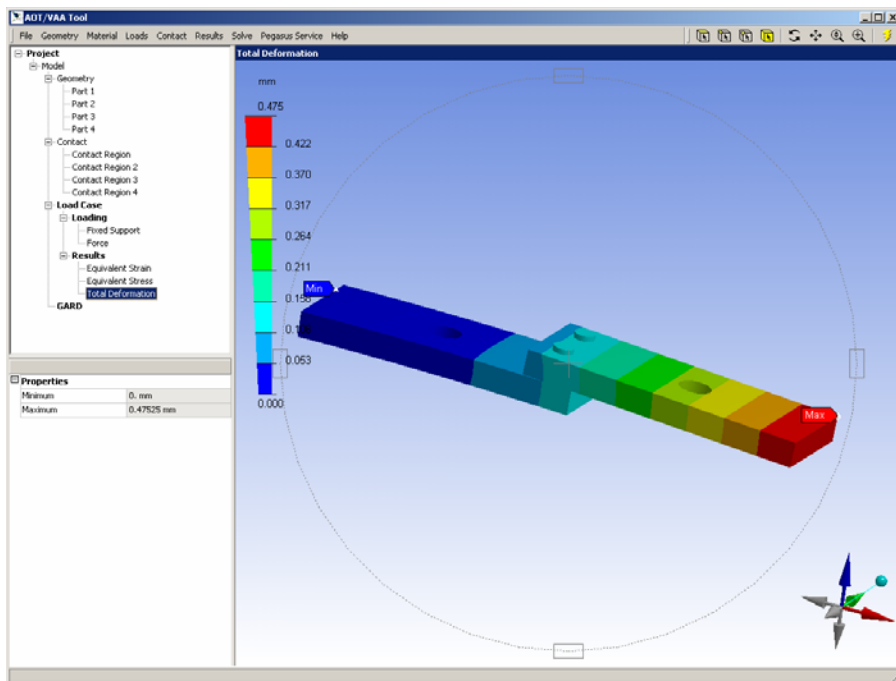 AOT/VAA Tool
File Geometry Material Loads Contact Results Solve Pegasus Service Help
Project
Model
Geometry
Part 1
Part 2
Part 3
Part 4
Contact
Contact Region
Contact Region 2
Contact Region 3
Contact Region 4
Load Case
Loading
Fixed Support
Force
Results
Equivalent Strain
Equivalent Stress
Total Deformation
GARD
Properties
Minimum 0. mm
Maximum 0.47525 mm
Total Deformation
mm
0.475
0.422
0.370
0.317
0.264
0.211
0.053
0.000
Min
Max